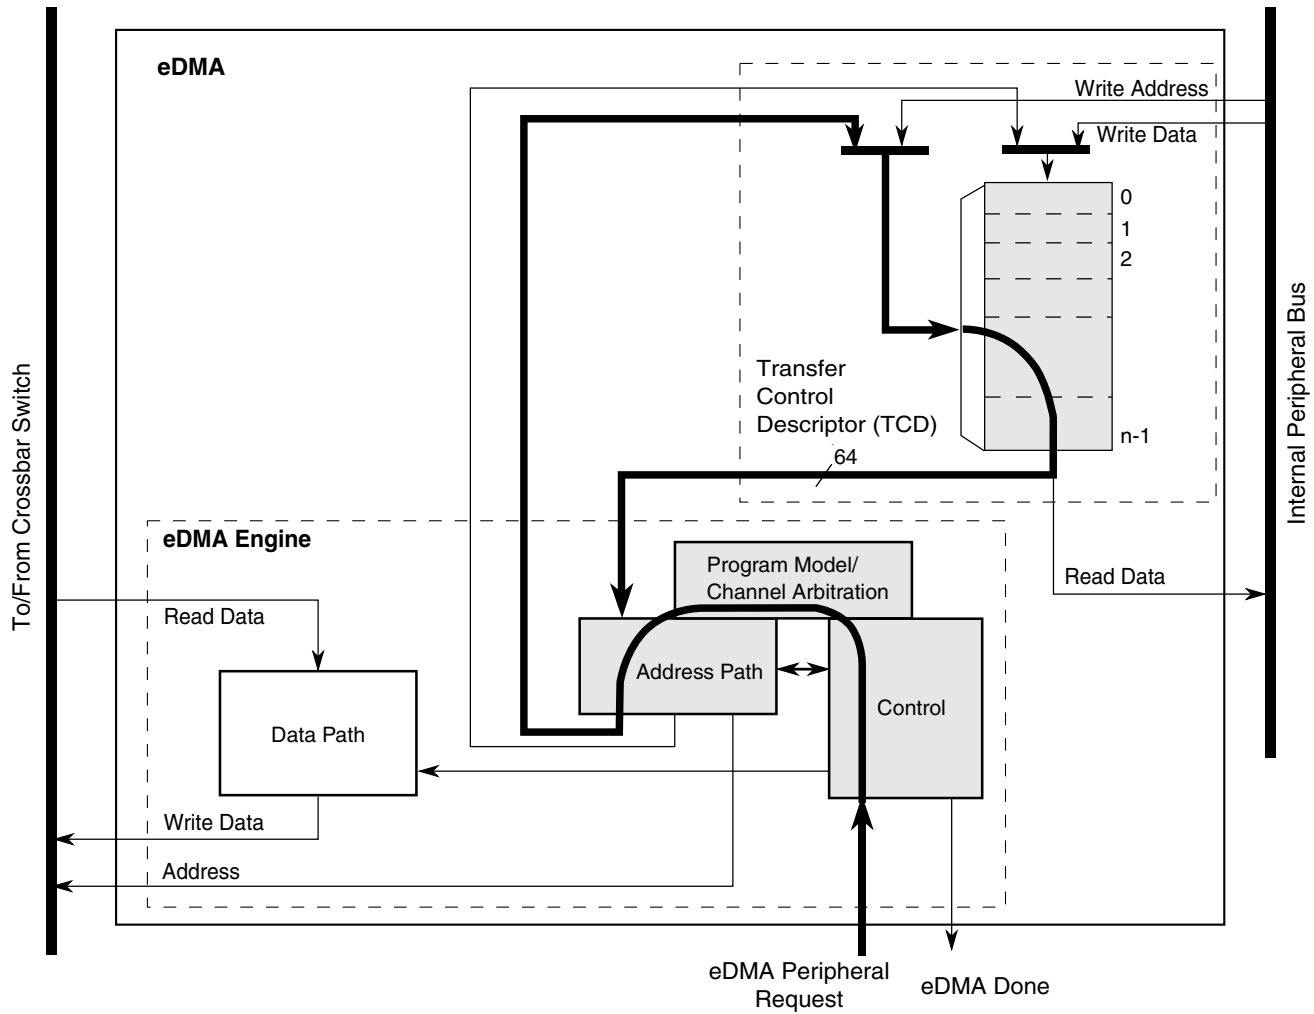 eDMA
Write Address
Write Data
0
1
2
n-1
Transfer
Control
Descriptor (TCD)
64
To/From Crossbar Switch
Internal Peripheral Bus
eDMA Engine
Program Model/
Channel Arbitration
Read Data
Read Data
Address Path
Control
Data Path
Write Data
Address
eDMA Peripheral
Request
eDMA Done